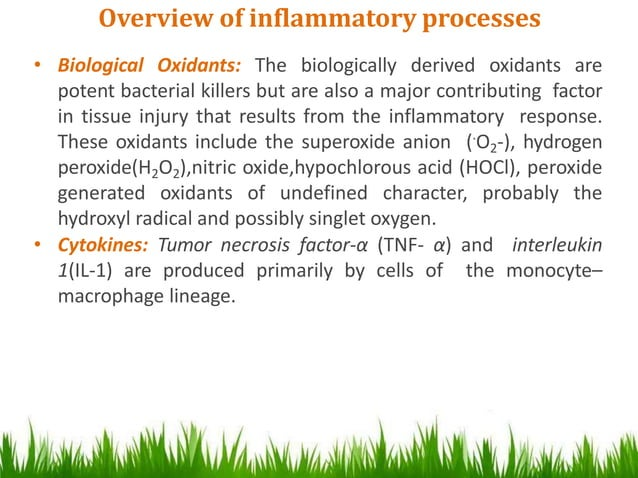 Overview of inflammatory processes
• Biological Oxidants: The biologically derived oxidants are
potent bacterial killers but are also a major contributing factor
in tissue injury that results from the inflammatory response.
These oxidants include the superoxide anion (·O₂-), hydrogen
peroxide(H₂O₂),nitric oxide,hypochlorous acid (HOCl), peroxide
generated oxidants of undefined character, probably the
hydroxyl radical and possibly singlet oxygen.
• Cytokines: Tumor necrosis factor-α (TNF- α) and interleukin
1(IL-1) are produced primarily by cells of the monocyte–
macrophage lineage.